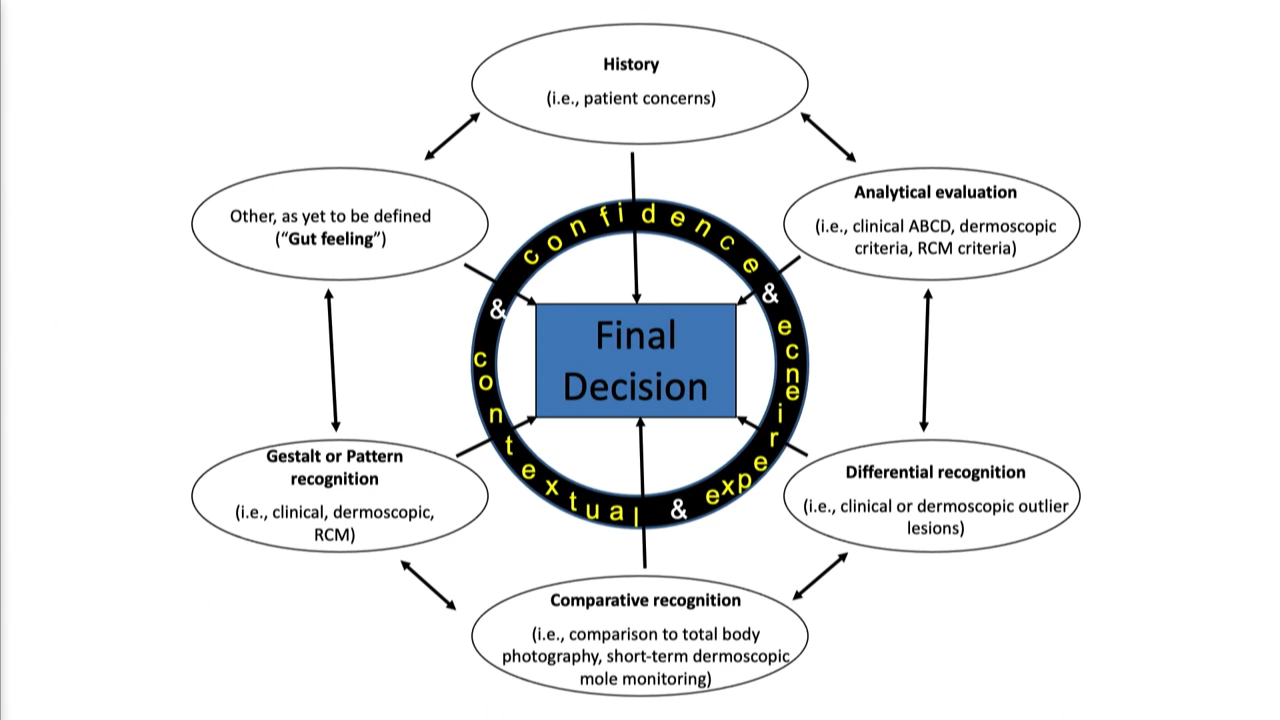 History
(i.e., patient concerns)
Other, as yet to be defined
("Gut feeling")
Analytical evaluation
(i.e., clinical ABCD, dermoscopic
criteria, RCM criteria)
confidence & experience & contextual &
Final
Decision
Gestalt or Pattern
recognition
(i.e., clinical, dermoscopic,
RCM)
Differential recognition
(i.e., clinical or dermoscopic outlier
lesions)
Comparative recognition
(i.e., comparison to total body
photography, short-term dermoscopic
mole monitoring)